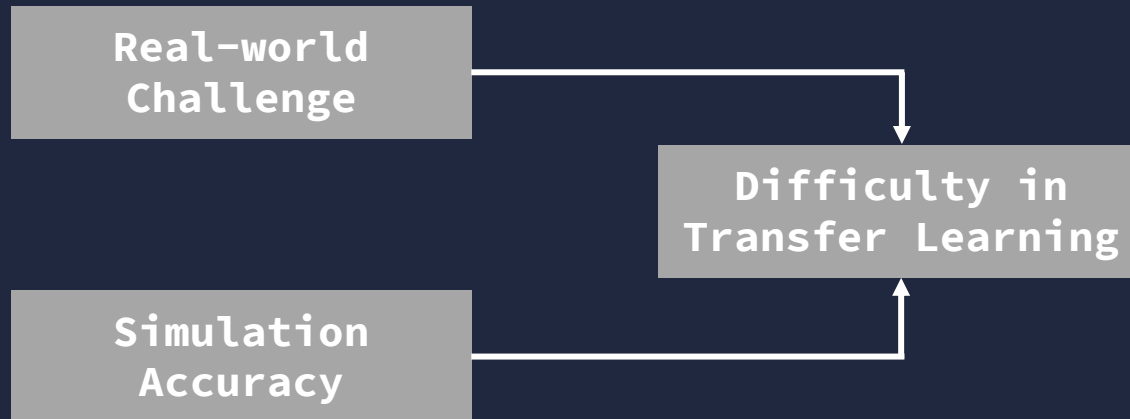 Real-world
Challenge
Difficulty in
Transfer Learning
Simulation
Accuracy